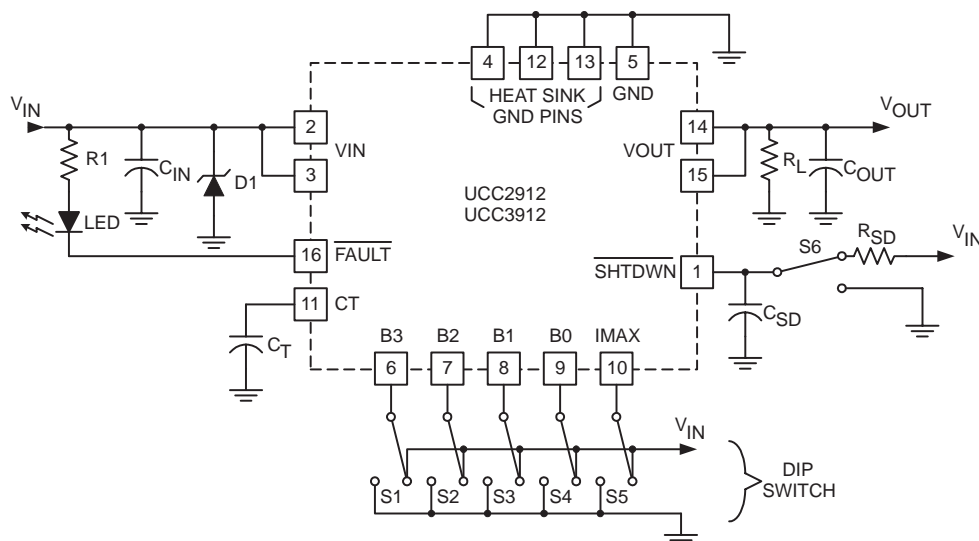 4 12 13 5
HEAT SINK GND
GND PINS
VIN
R1
CIN
D1
LED
2
VIN
3
16 FAULT
11 CT
CT
UCC2912
UCC3912
14
VOUT
15
VOUT
RL
COUT
SHTDWN 1
S6
RSD
VIN
CSD
B3 B2 B1 B0 IMAX
6 7 8 9 10
VIN
S1 S2 S3 S4 S5
DIP
SWITCH